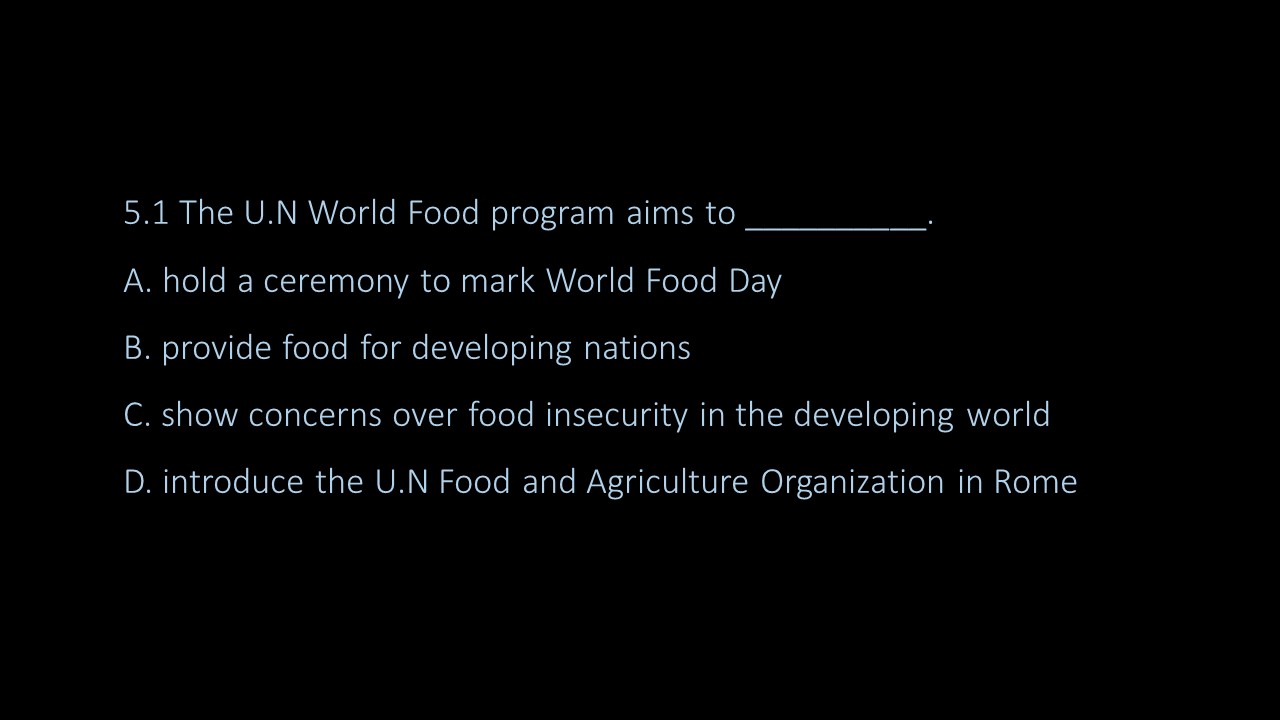 5.1 The U.N World Food program aims to __________.
A. hold a ceremony to mark World Food Day
B. provide food for developing nations
C. show concerns over food insecurity in the developing world
D. introduce the U.N Food and Agriculture Organization in Rome